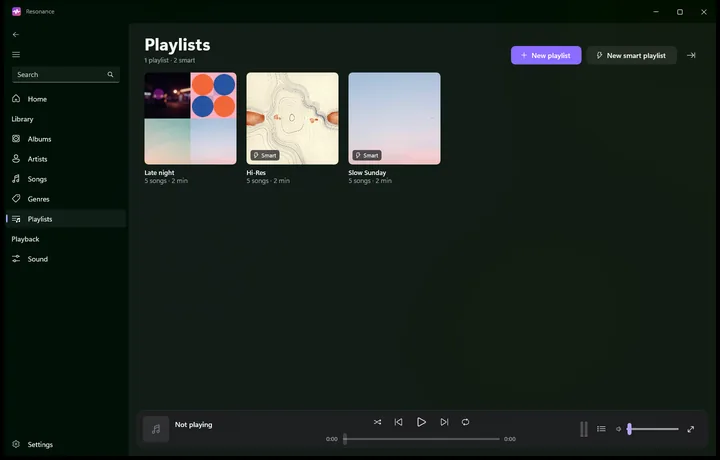 Resonance
Search
Home
Library
Albums
Artists
Songs
Genres
Playlists
Playback
Sound
Settings
Playlists
1 playlist · 2 smart
New playlist
New smart playlist
Late night
5 songs · 2 min
Smart
Hi-Res
5 songs · 2 min
Smart
Slow Sunday
5 songs · 2 min
Not playing
0:00
0:00